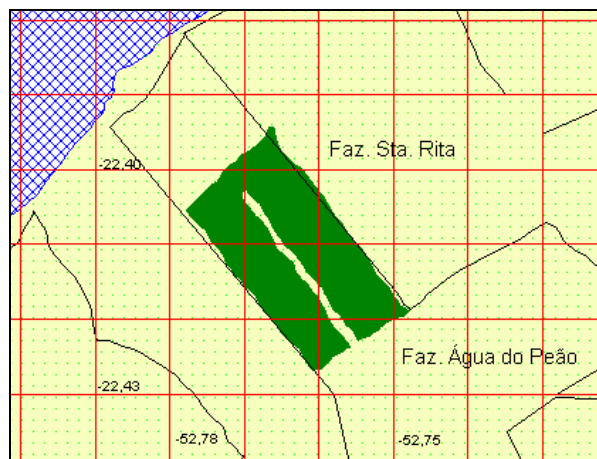 Faz. Sta. Rita
-22,40
Faz. Água do Peão
-22,43
-52,78
-52,75